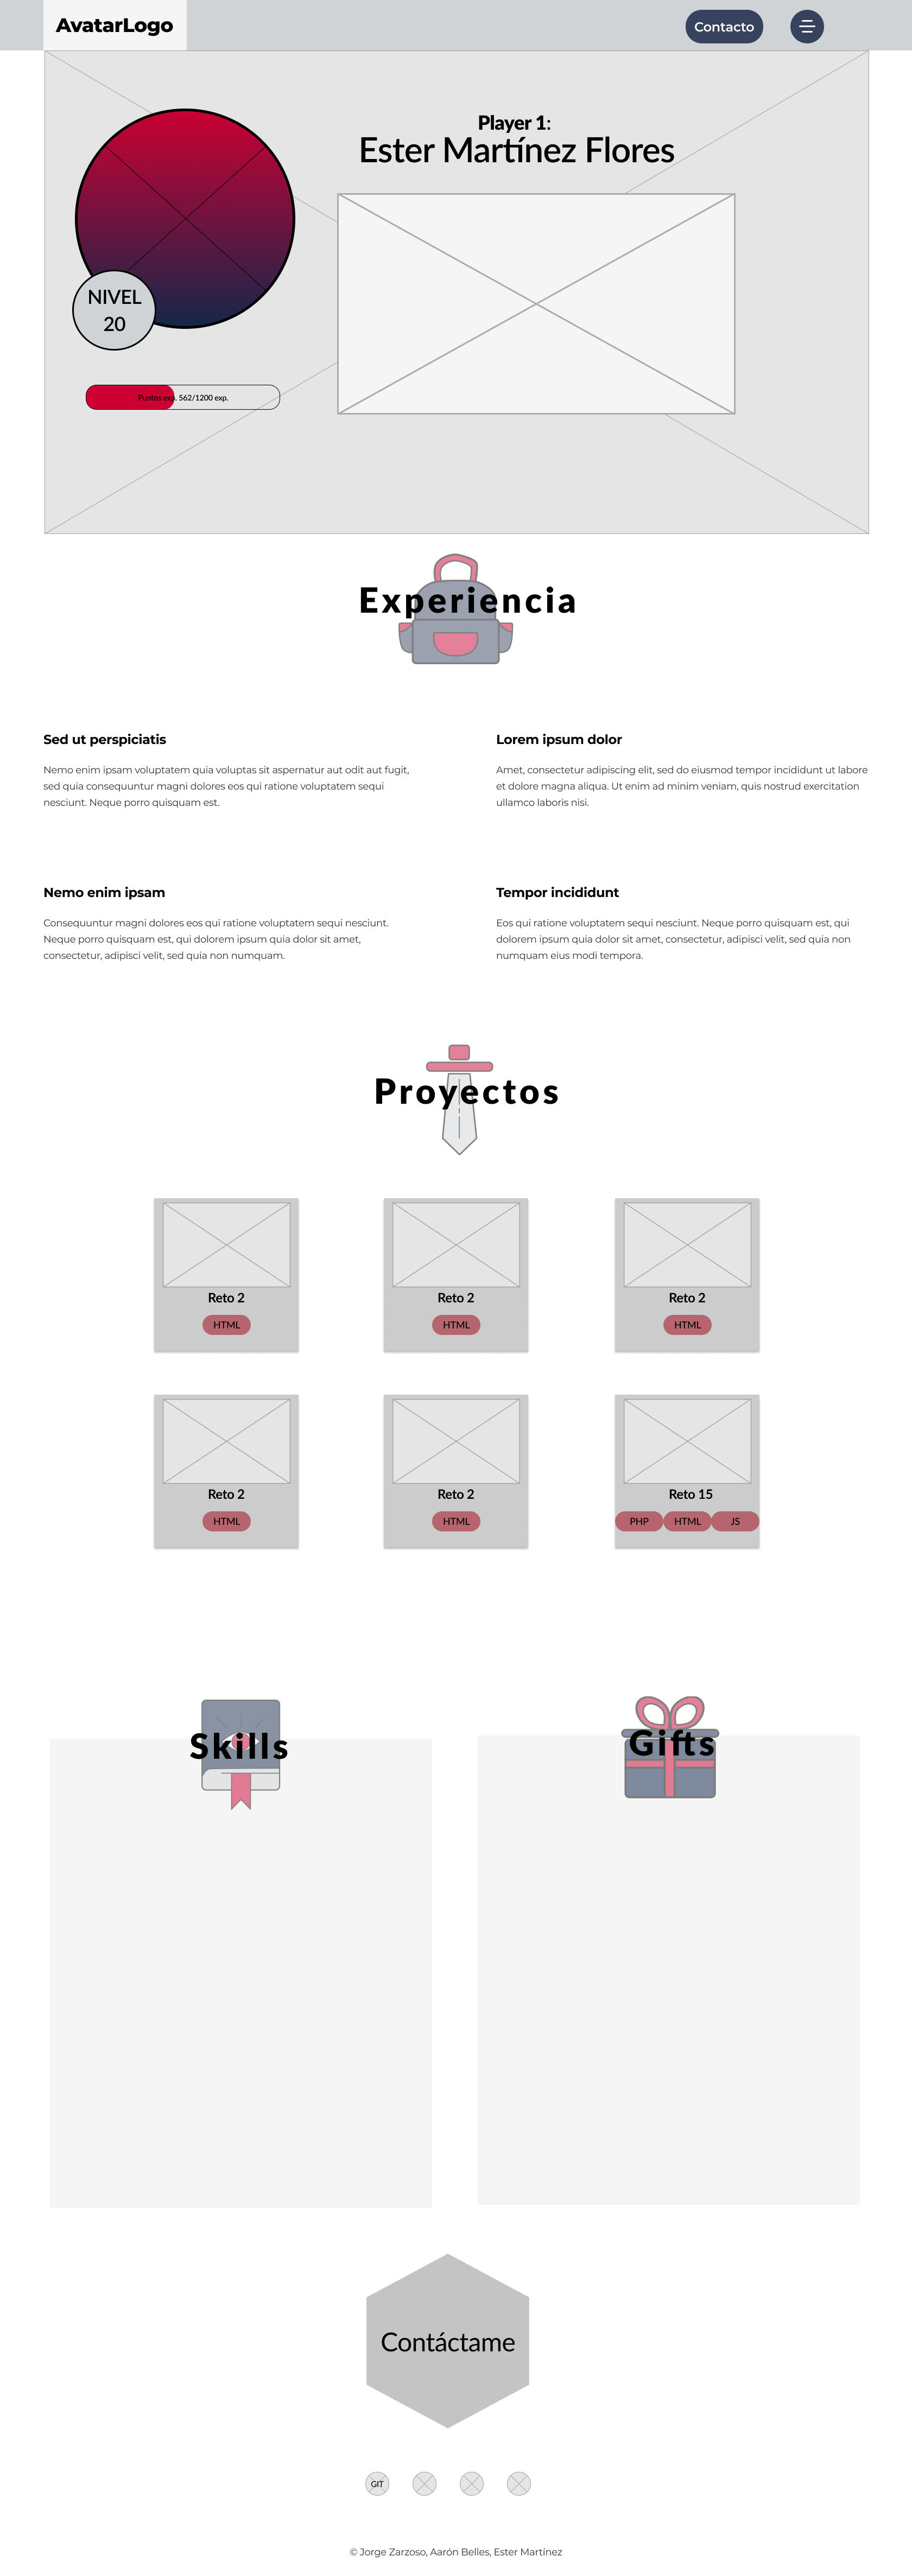 AvatarLogo
Contacto
Player 1:
Ester Martínez Flores
NIVEL
20
Puntos exp. 562/1200 exp.
Experiencia
Sed ut perspiciatis
Nemo enim ipsam voluptatem quia voluptas sit aspernatur aut odit aut fugit,
sed quia consequuntur magni dolores eos qui ratione voluptatem sequi
nesciunt. Neque porro quisquam est.
Lorem ipsum dolor
Amet, consectetur adipiscing elit, sed do eiusmod tempor incididunt ut labore
et dolore magna aliqua. Ut enim ad minim veniam, quis nostrud exercitation
ullamco laboris nisi.
Nemo enim ipsam
Consequuntur magni dolores eos qui ratione voluptatem sequi nesciunt.
Neque porro quisquam est, qui dolorem ipsum quia dolor sit amet,
consectetur, adipisci velit, sed quia non numquam.
Tempor incididunt
Eos qui ratione voluptatem sequi nesciunt. Neque porro quisquam est, qui
dolorem ipsum quia dolor sit amet, consectetur, adipisci velit, sed quia non
numquam eius modi tempora.
Proyectos
Reto 2
HTML
Reto 2
HTML
Reto 2
HTML
Reto 2
HTML
Reto 2
HTML
Reto 15
PHP HTML JS
Skills
Gifts
Contáctame
GIT
© Jorge Zarzoso, Aarón Belles, Ester Martínez